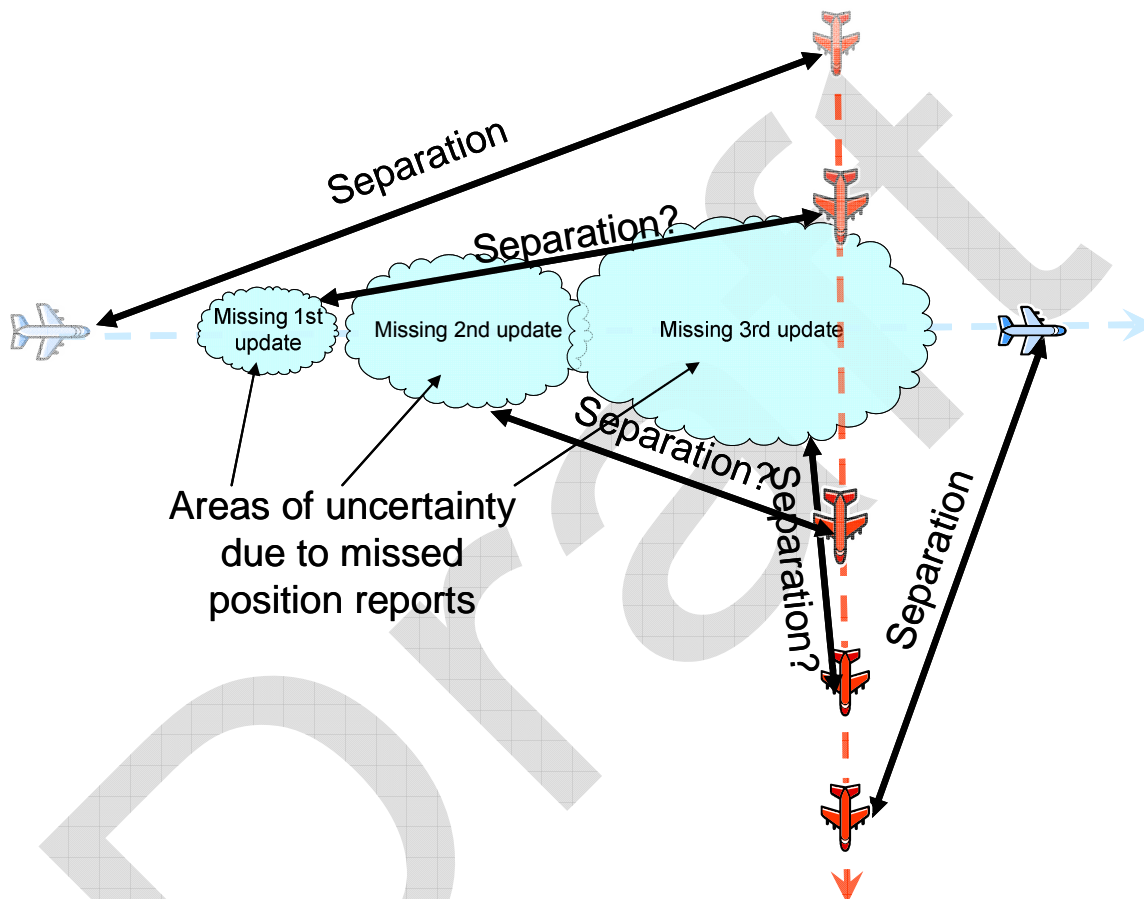 Separation
Separation?
Missing 1st
update
Missing 2nd update
Missing 3rd update
Separation?
Separation?
Separation
Areas of uncertainty
due to missed
position reports
Draft